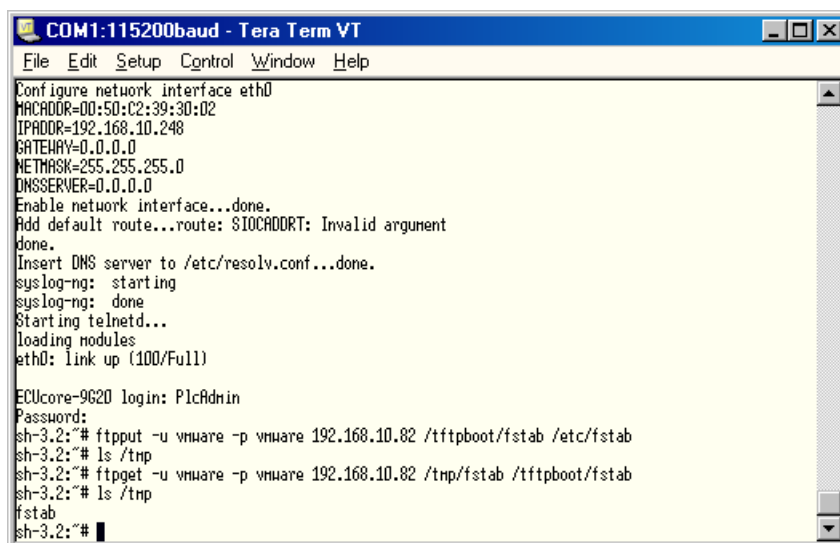 COM1:115200baud - Tera Term VT
File Edit Setup Control Window Help
Configure network interface eth0
MACADDR=00:50:C2:39:30:02
IPADDR=192.168.10.248
GATEWAY=0.0.0.0
NETMASK=255.255.255.0
DNSSERVER=0.0.0.0
Enable network interface...done.
Add default route...route: SIOCADDRT: Invalid argument
done.
Insert DNS server to /etc/resolv.conf...done.
syslog-ng:  starting
syslog-ng:  done
Starting telnetd...
loading modules
eth0: link up (100/Full)
ECUcore-9G20 login: PlcAdmin
Password:
sh-3.2:~# ftpput -u vmware -p vmware 192.168.10.82 /tftpboot/fstab /etc/fstab
sh-3.2:~# ls /tmp
sh-3.2:~# ftpget -u vmware -p vmware 192.168.10.82 /tmp/fstab /tftpboot/fstab
sh-3.2:~# ls /tmp
fstab
sh-3.2:~#